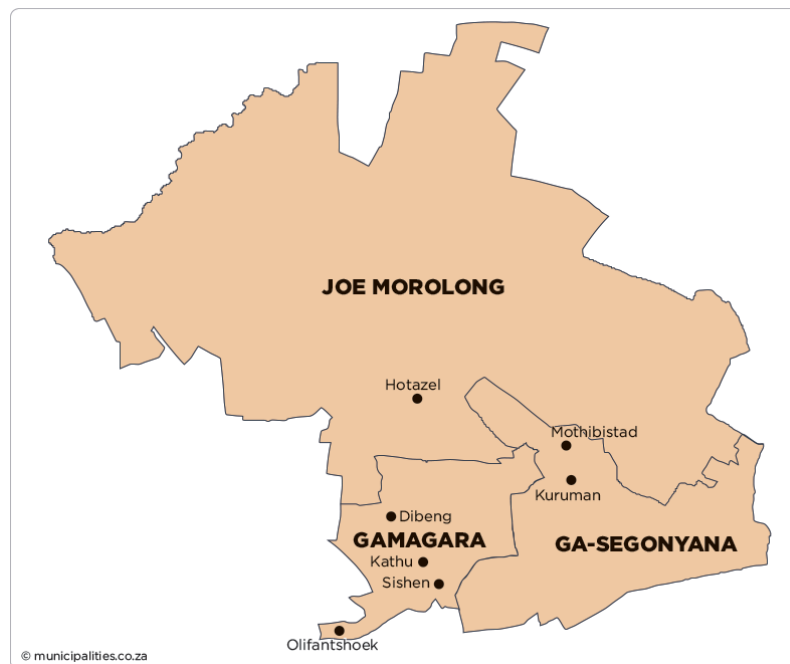 JOE MOROLONG
Hotazel
Mothibistad
Kuruman
Dibeng
GAMAGARA
GA-SEGONYANA
Kathu
Sishen
Olifantshoek
© municipalities.co.za